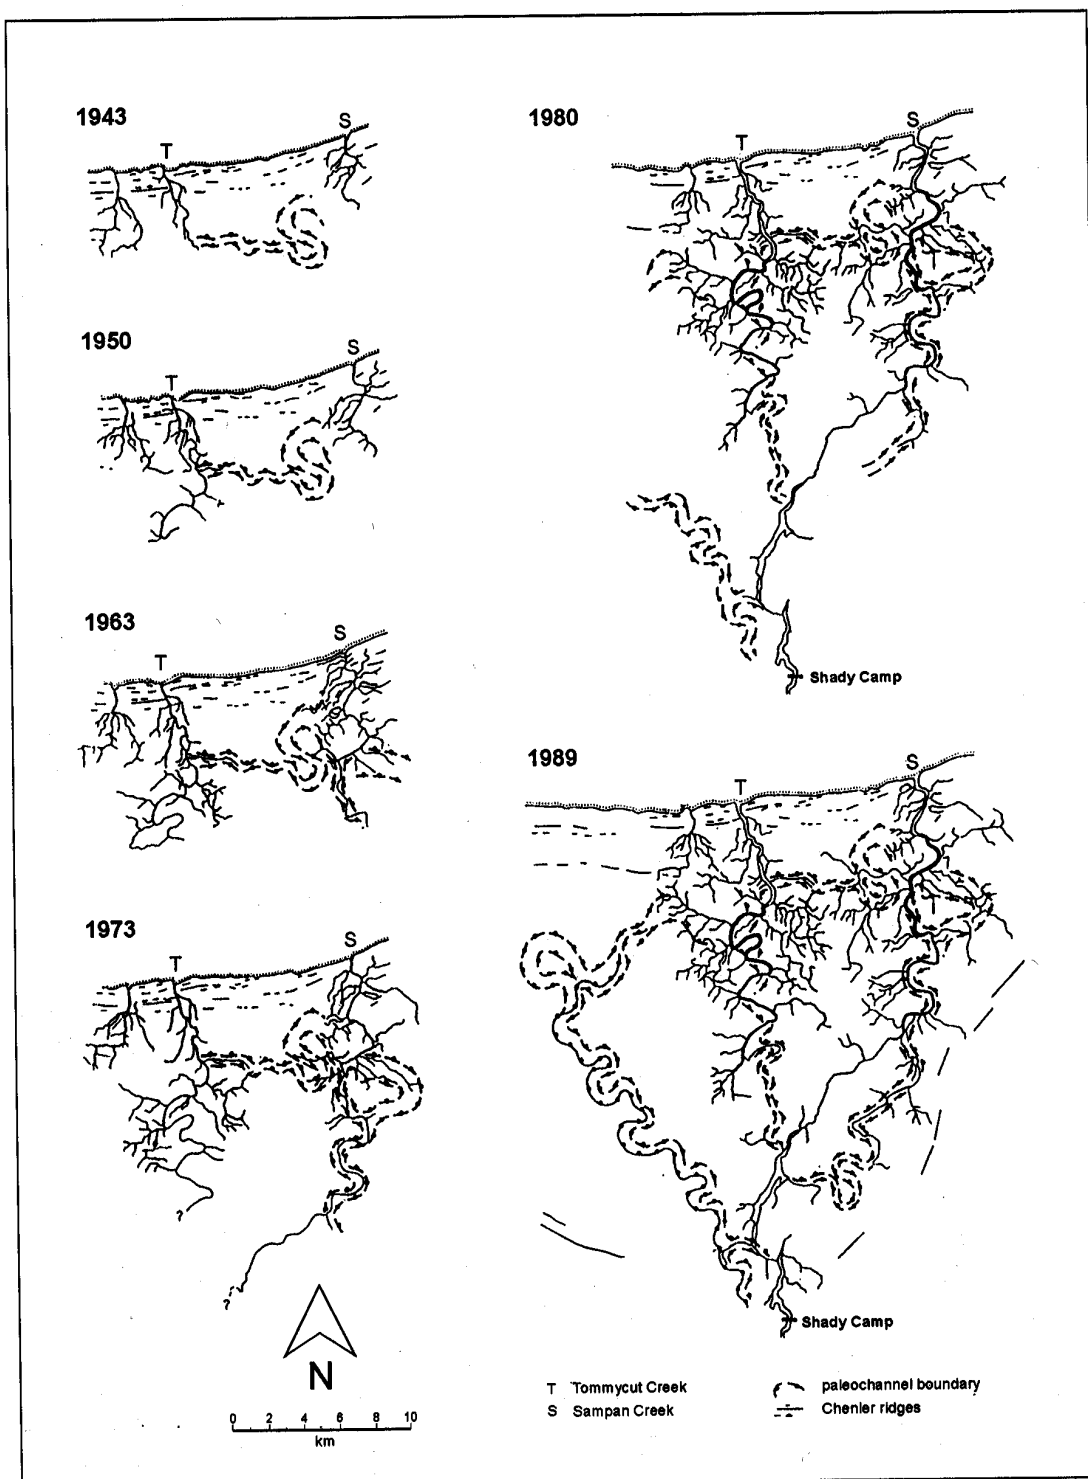 1943
T
S
1950
T
S
1963
T
S
1973
T
S
?
?
N
0 2 4 6 8 10
km
1980
T
S
Shady Camp
1989
T
S
Shady Camp
T Tommycut Creek
S Sampan Creek
paleochannel boundary
Chenier ridges